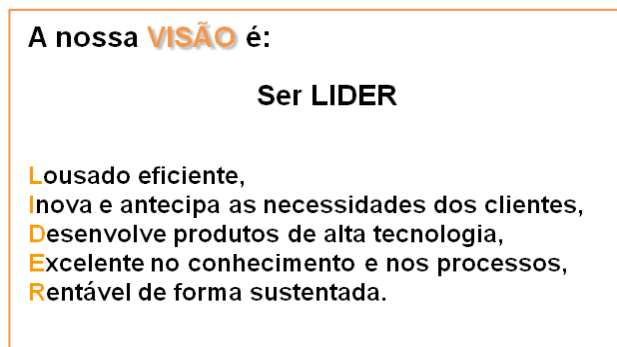 A nossa VISÃO é:
Ser LIDER
Lousado eficiente,
Inova e antecipa as necessidades dos clientes,
Desenvolve produtos de alta tecnologia,
Excelente no conhecimento e nos processos,
Rentável de forma sustentada.